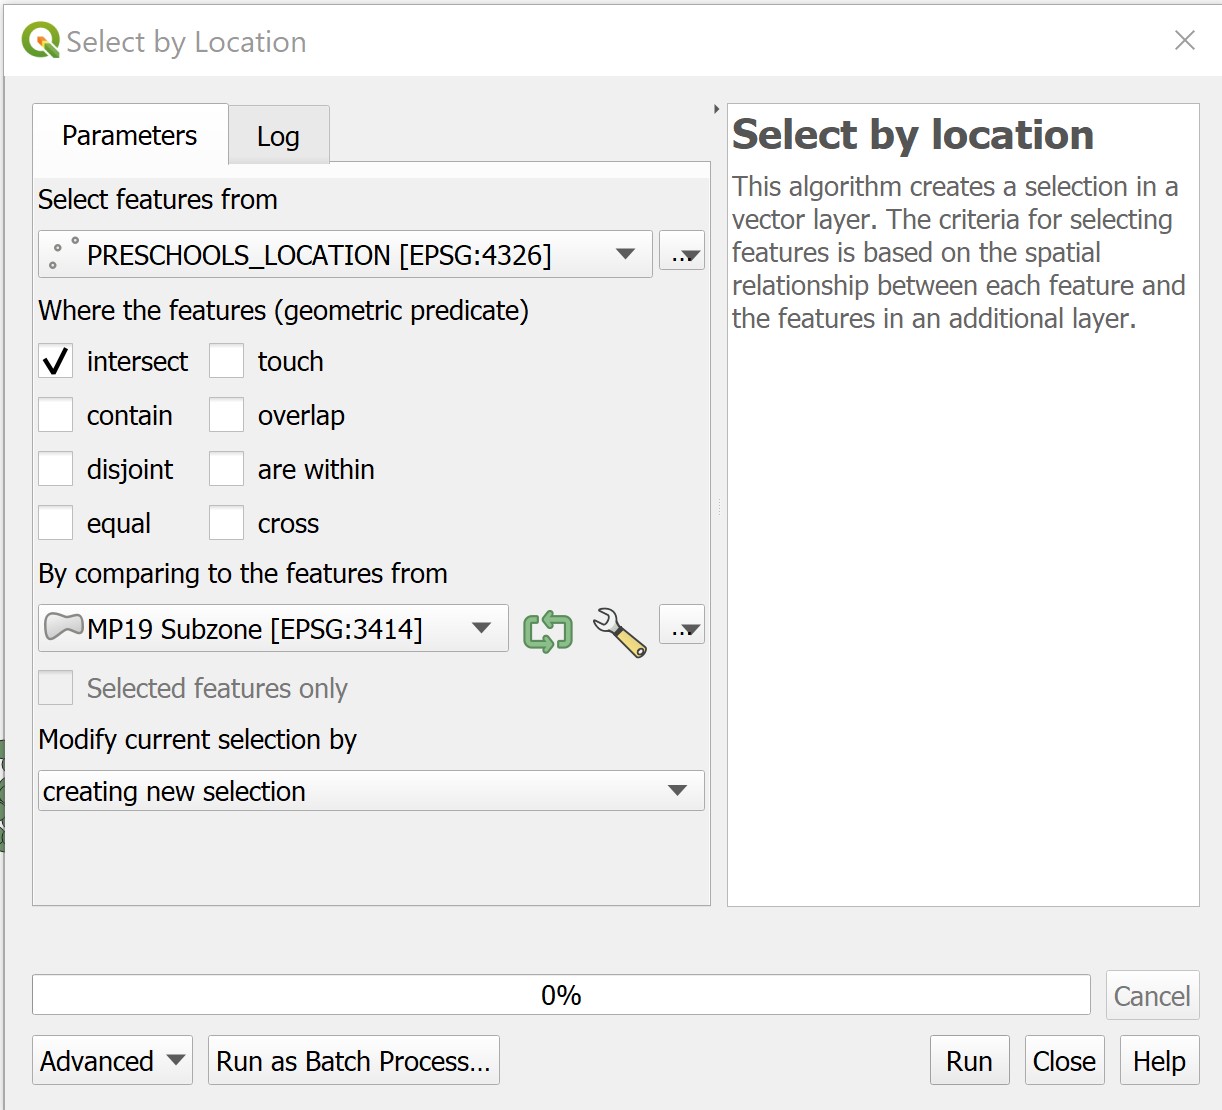 Select by Location
Parameters
Log
Select features from
PRESCHOOLS_LOCATION [EPSG:4326]
...
Where the features (geometric predicate)
intersect
touch
contain
overlap
disjoint
are within
equal
cross
By comparing to the features from
MP19 Subzone [EPSG:3414]
...
Selected features only
Modify current selection by
creating new selection
Select by location
This algorithm creates a selection in a
vector layer. The criteria for selecting
features is based on the spatial
relationship between each feature and
the features in an additional layer.
0%
Cancel
Advanced
Run as Batch Process...
Run
Close
Help